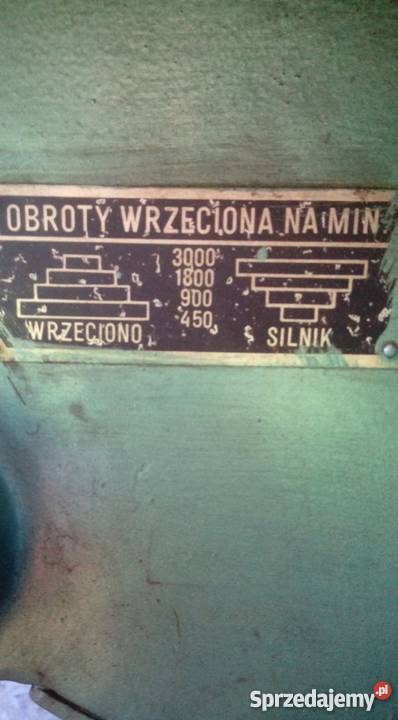 OBROTY WRZECIONA NA MIN
3000
1800
900
450
WRZECIONO
SILNIK
Sprzedajemy.pl